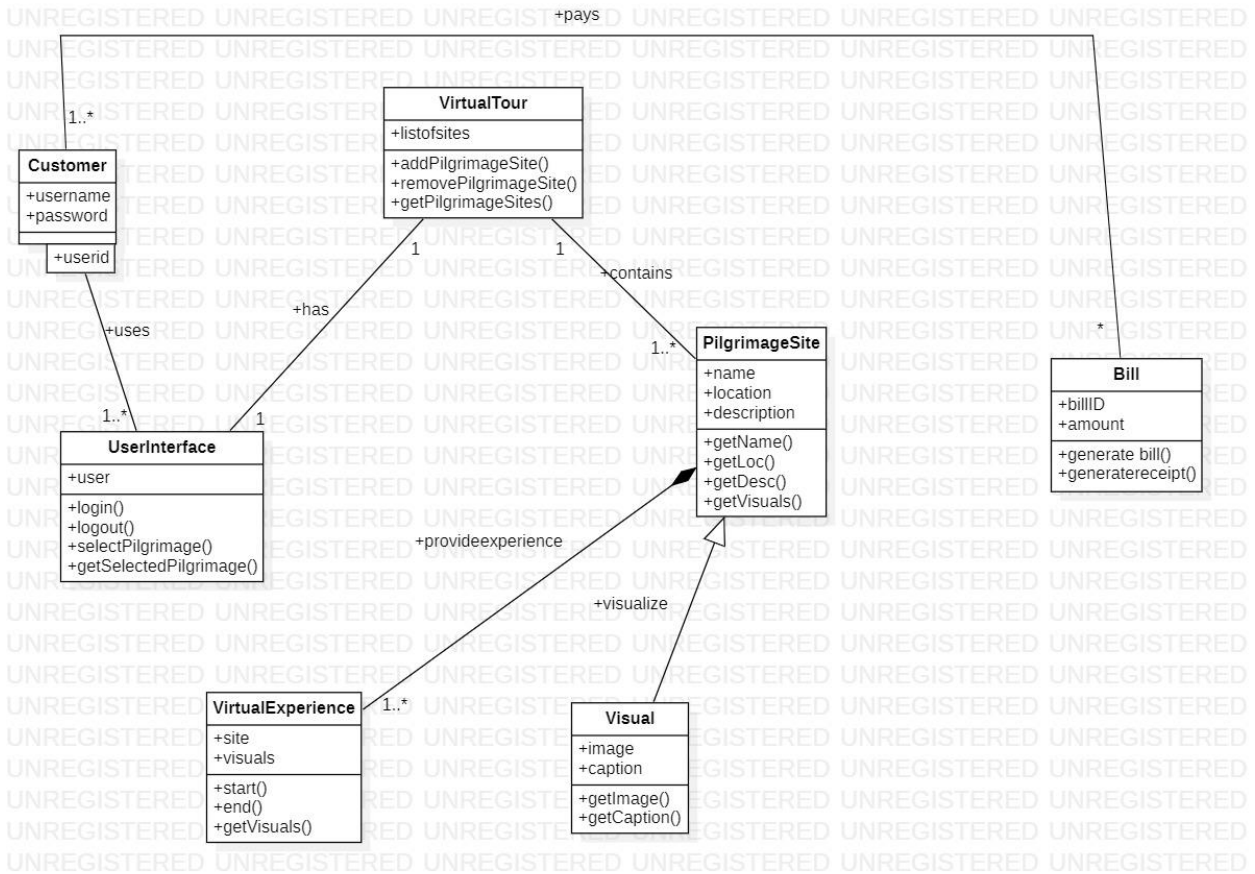 +pays
1..*
VirtualTour
+listofsites
+addPilgrimageSite()
+removePilgrimageSite()
+getPilgrimageSites()
Customer
+username
+password
+userid
1
1
+contains
+has
+uses
1..*
*
PilgrimageSite
+name
+location
+description
+getName()
+getLoc()
+getDesc()
+getVisuals()
Bill
+billID
+amount
+generate bill()
+generatereceipt()
1..*
1
UserInterface
+user
+login()
+logout()
+selectPilgrimage()
+getSelectedPilgrimage()
+provideexperience
+visualize
1..*
VirtualExperience
+site
+visuals
+start()
+end()
+getVisuals()
Visual
+image
+caption
+getImage()
+getCaption()
UNREGISTERED